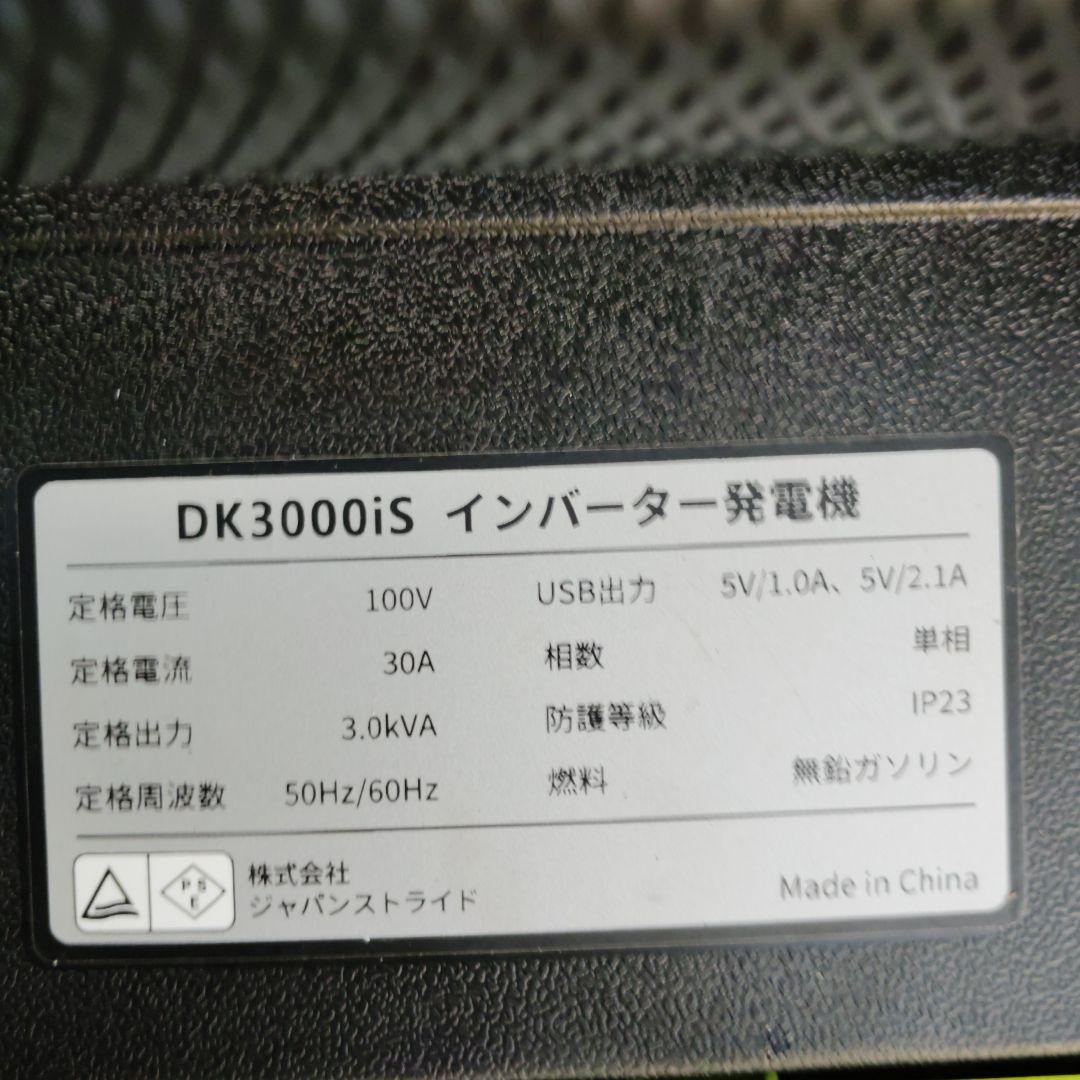 DK3000iS インバーター発電機
定格電圧 100V
定格電流 30A
定格出力 3.0kVA
定格周波数 50Hz/60Hz
USB出力 5V/1.0A、5V/2.1A
相数 単相
防護等級 IP23
燃料 無鉛ガソリン
PSE
株式会社
ジャパンストライド
Made in China